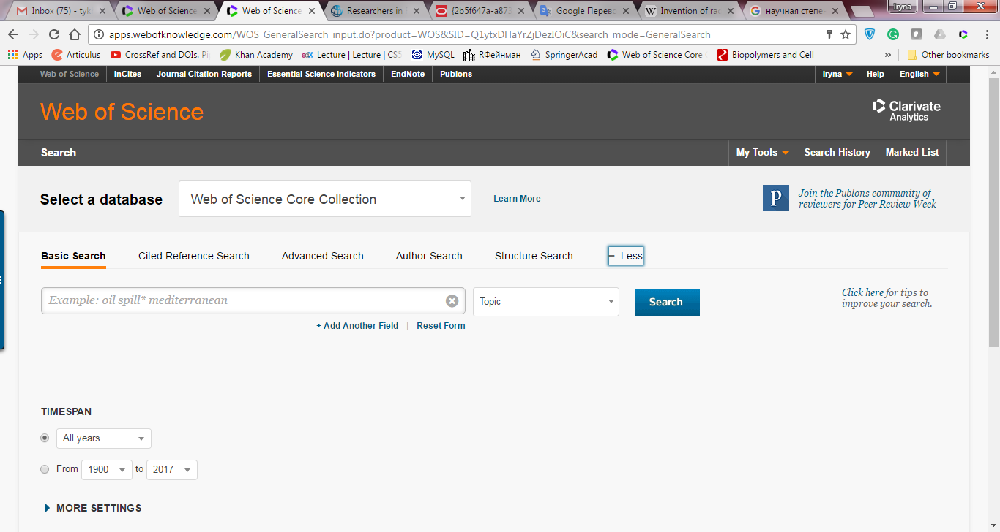 Inbox (75) - tykl
Web of Science
Web of Science
Researchers in
{2b5f647a-a873
Google Перево
Invention of rad
научная степен
Iryna
apps.webofknowledge.com/WOS_GeneralSearch_input.do?product=WOS&SID=Q1ytxDHaYrZjDezIOiC&search_mode=GeneralSearch
Apps Articulus CrossRef and DOIs. Khan Academy Lecture | Lecture | CS5 MySQL RФейнман SpringerAcad Web of Science Core Biopolymers and Cell » Other bookmarks
Web of Science InCites Journal Citation Reports Essential Science Indicators EndNote Publons Iryna Help English
Web of Science
Clarivate
Analytics
Search My Tools Search History Marked List
Select a database Web of Science Core Collection Learn More
p
Join the Publons community of
reviewers for Peer Review Week
Basic Search Cited Reference Search Advanced Search Author Search Structure Search − Less
Example: oil spill* mediterranean Topic Search
Click here for tips to
improve your search.
+ Add Another Field | Reset Form
TIMESPAN
All years
From 1900 to 2017
MORE SETTINGS